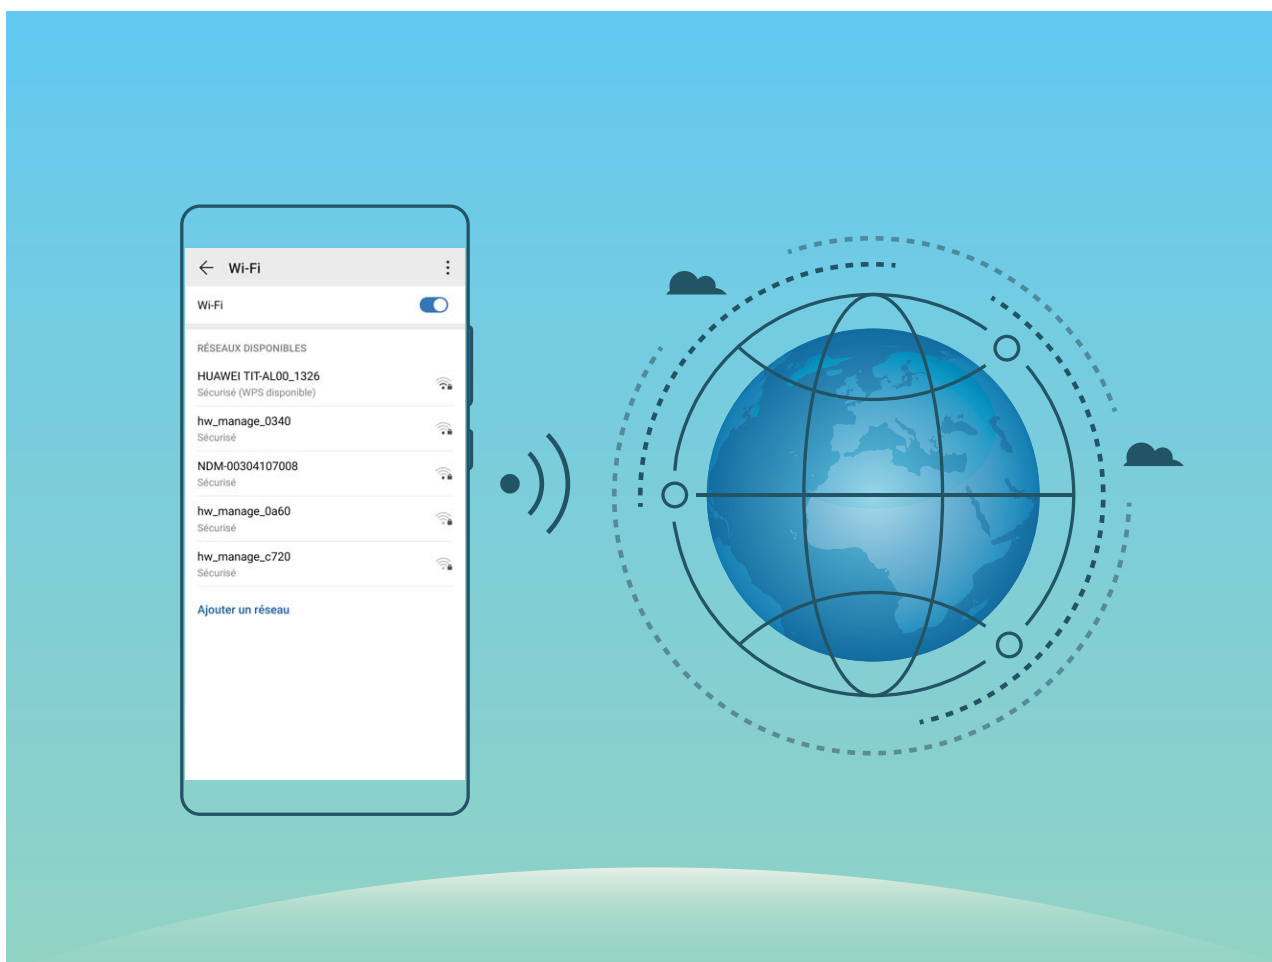 Wi-Fi
Wi-Fi
RÉSEAUX DISPONIBLES
HUAWEI TIT-AL00_1326
Sécurisé (WPS disponible)
hw_manage_0340
Sécurisé
NDM-00304107008
Sécurisé
hw_manage_0a60
Sécurisé
hw_manage_c720
Sécurisé
Ajouter un réseau